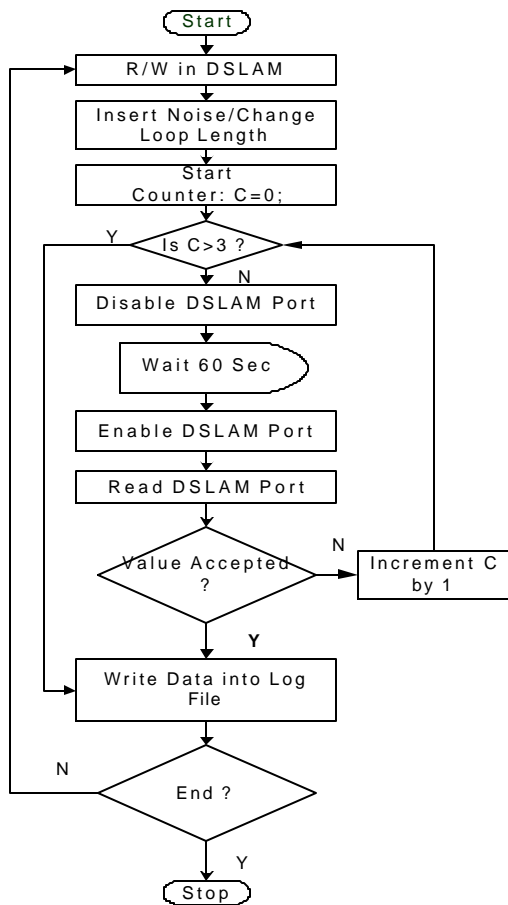 Start
R/W in DSLAM
Insert Noise/Change
Loop Length
Start
Counter: C=0;
Y
Is C>3 ?
N
Disable DSLAM Port
Wait 60 Sec
Enable DSLAM Port
Read DSLAM Port
Value Accepted
?
N
Increment C
by 1
Y
Write Data into Log
File
N
End ?
Y
Stop